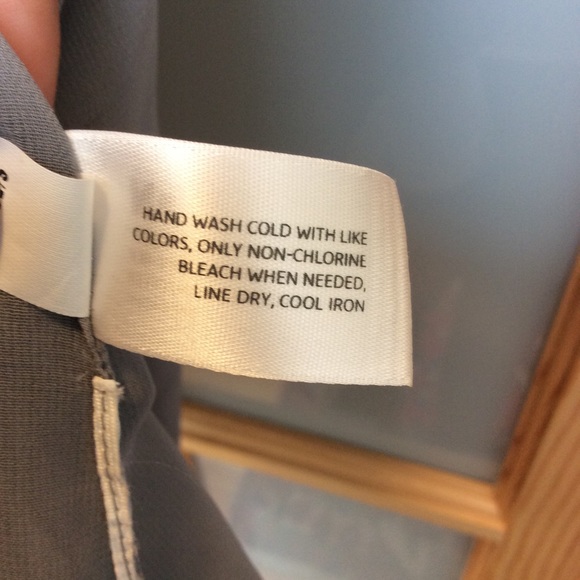 HAND WASH COLD WITH LIKE
COLORS, ONLY NON-CHLORINE
BLEACH WHEN NEEDED,
LINE DRY, COOL IRON